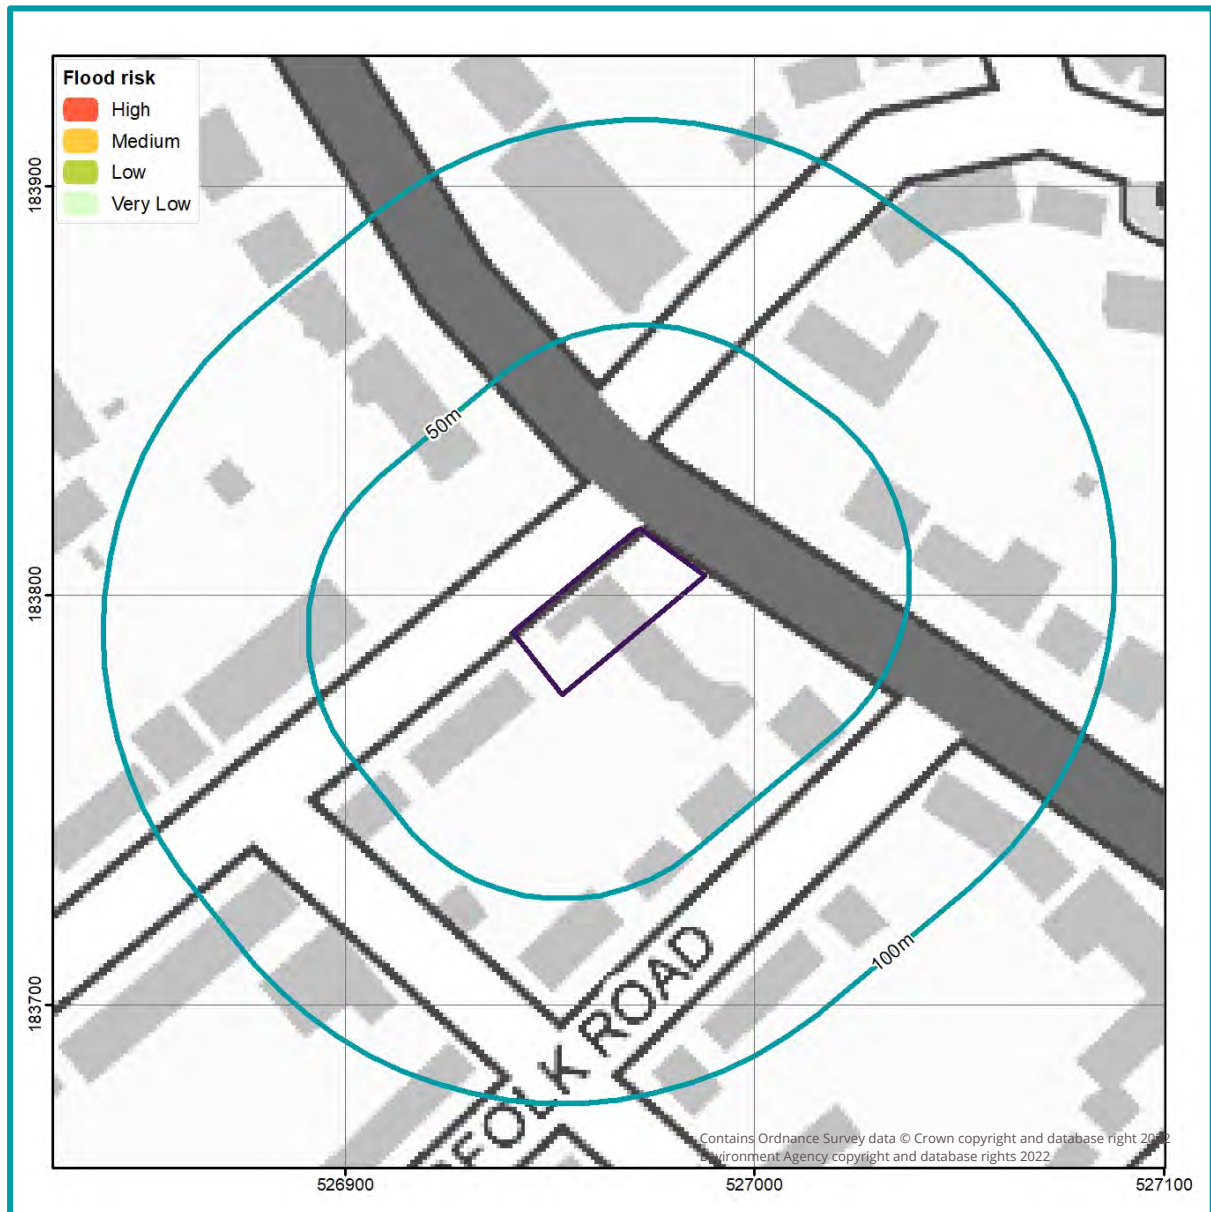 Flood risk
High
Medium
Low
Very Low
183900
183800
183700
50m
100m
FOLK ROAD
Contains Ordnance Survey data © Crown copyright and database right 2022
Environment Agency copyright and database rights 2022
526900
527000
527100